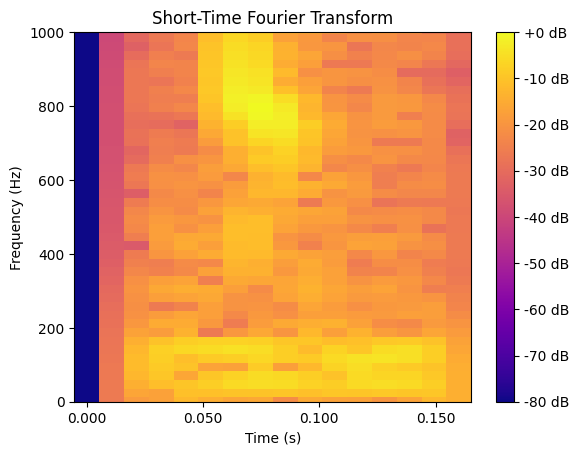 Short-Time Fourier Transform
1000
800
600
400
200
0
Frequency (Hz)
0.000
0.050
0.100
0.150
Time (s)
+0 dB
-10 dB
-20 dB
-30 dB
-40 dB
-50 dB
-60 dB
-70 dB
-80 dB